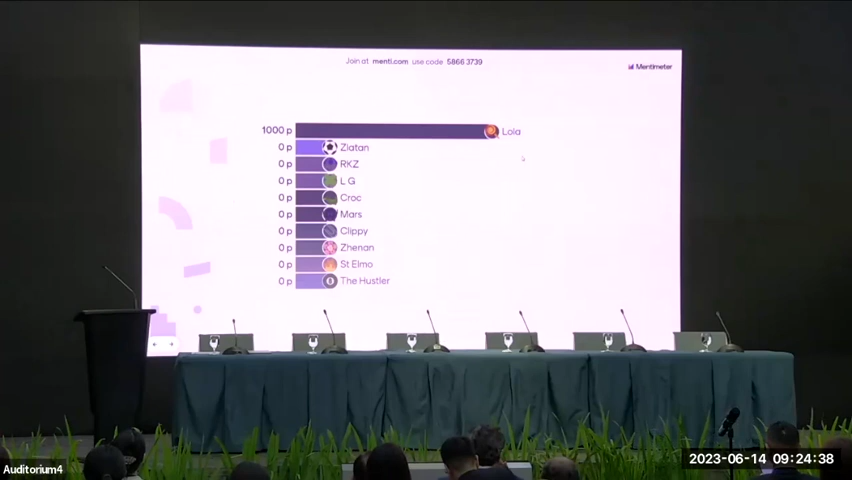 Join at menti.com use code 5866 3739
Mentimeter
1000 p Loia
0 p Ziatan
0 p RKZ
0 p L G
0 p Croc
0 p Mars
0 p Clippy
0 p Zhenan
0 p St Elmo
0 p The Hustler
Auditorium4
2023-06-14 09:24:38